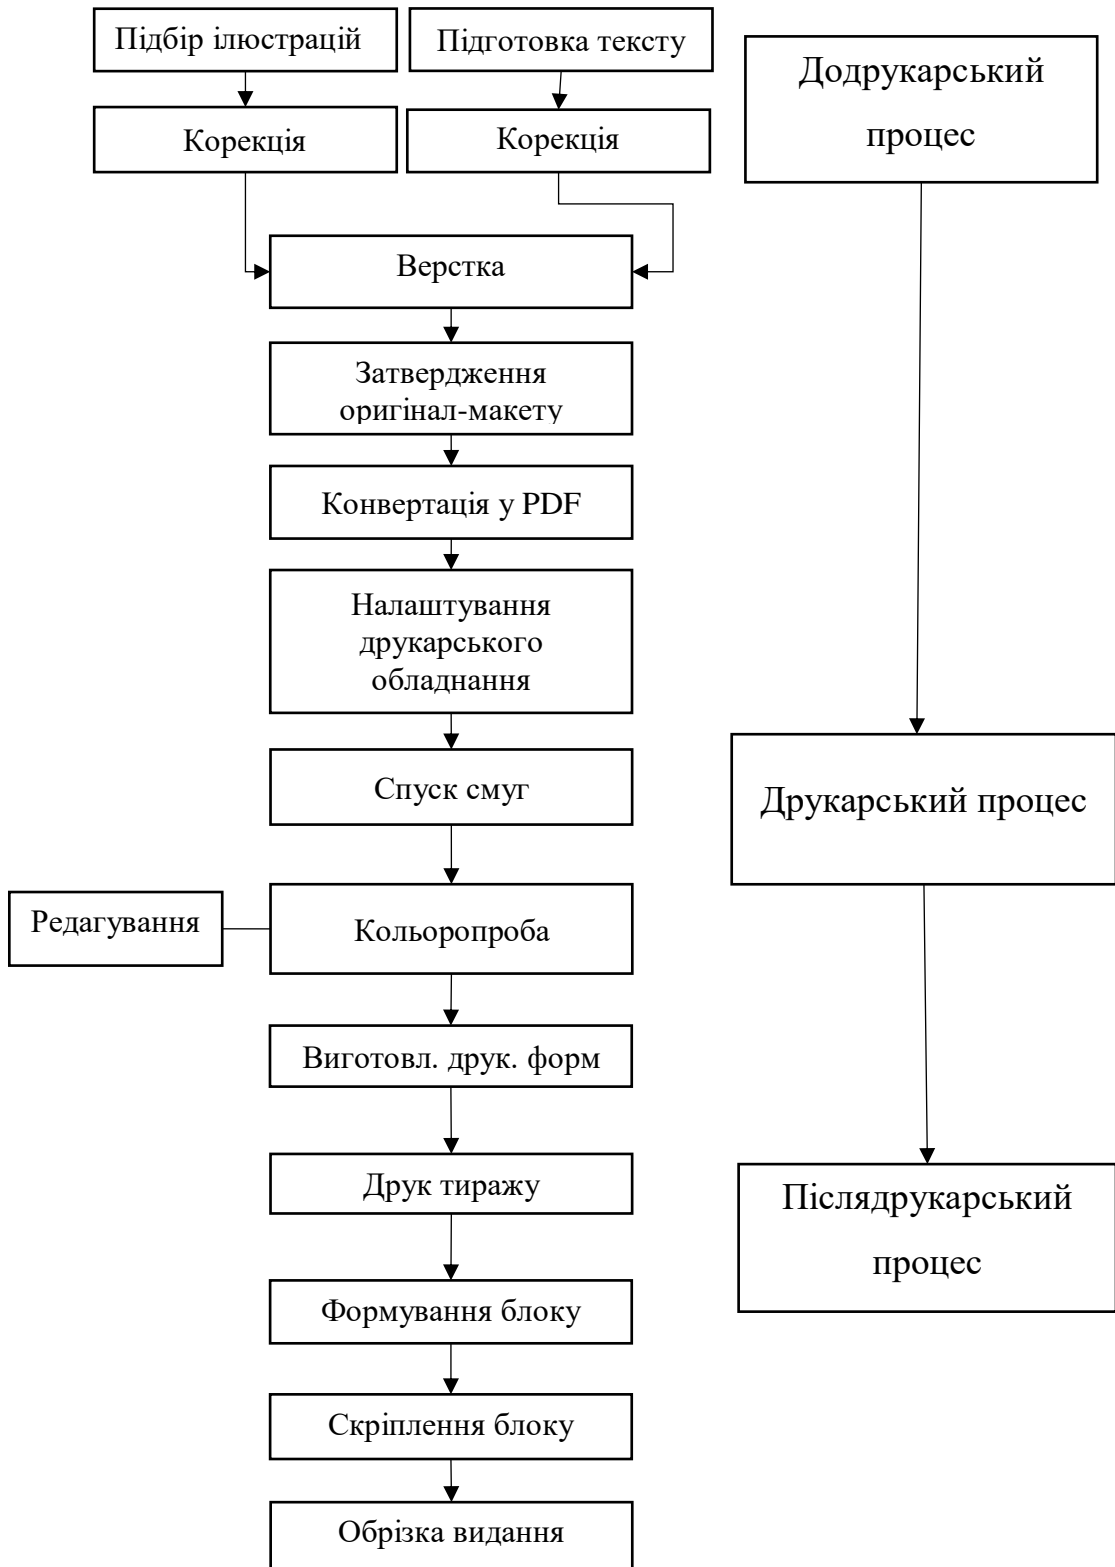 Підбір ілюстрацій
Підготовка тексту
Корекція
Корекція
Верстка
Затвердження
оригінал-макету
Конвертація у PDF
Налаштування
друкарського
обладнання
Спуск смуг
Редагування
Кольоропроба
Виготовл. друк. форм
Друк тиражу
Формування блоку
Скріплення блоку
Обрізка видання
Додрукарський
процес
Друкарський процес
Післядрукарський
процес